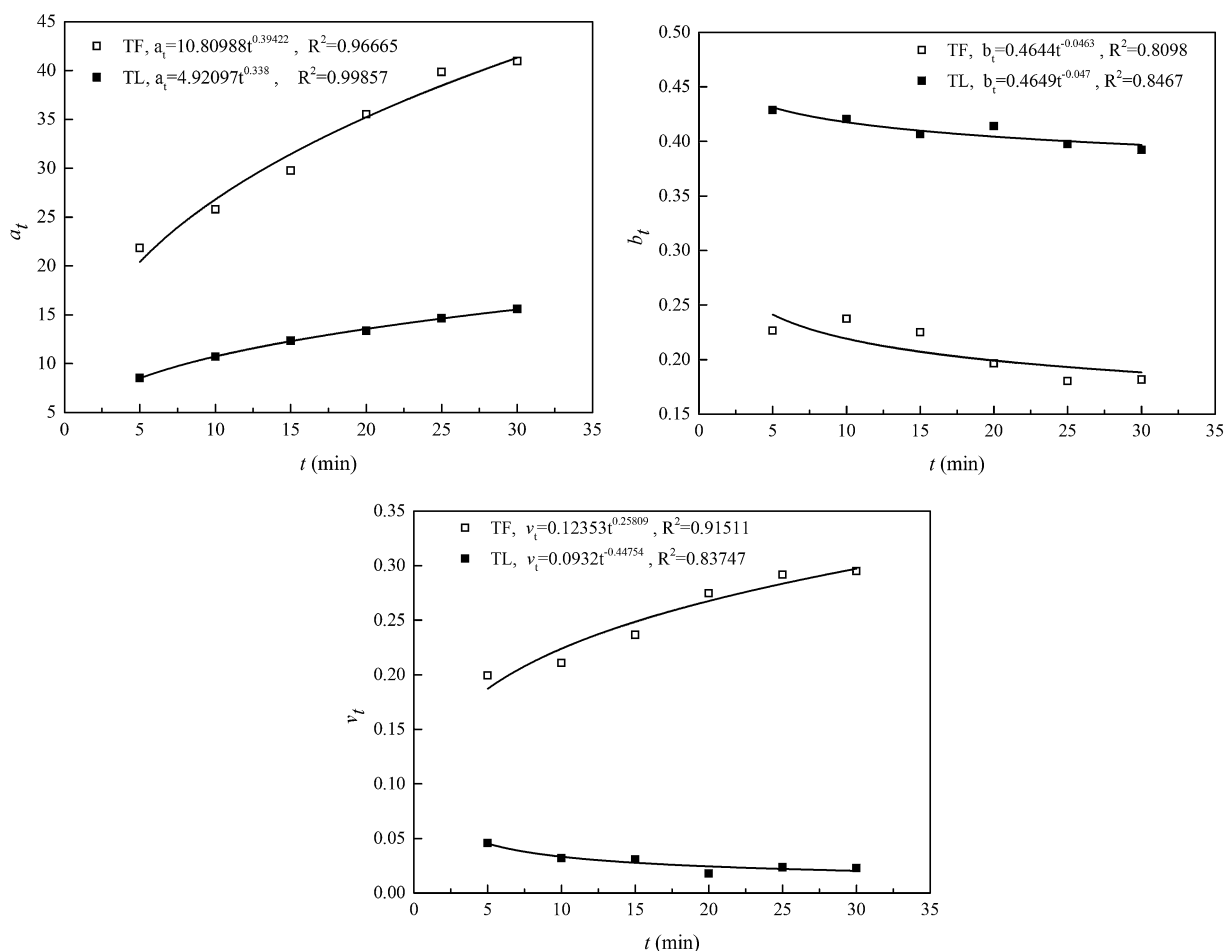 45
40
35
30
25
20
15
10
5
a_t
0 5 10 15 20 25 30 35
t (min)
TF, a_t=10.80988t^0.39422 , R^2=0.96665
TL, a_t=4.92097t^0.338 , R^2=0.99857
0.50
0.45
0.40
0.35
0.30
0.25
0.20
0.15
b_t
0 5 10 15 20 25 30 35
t (min)
TF, b_t=0.4644t^-0.0463, R^2=0.8098
TL, b_t=0.4649t^-0.047, R^2=0.8467
0.35
0.30
0.25
0.20
0.15
0.10
0.05
0.00
v_t
0 5 10 15 20 25 30 35
t (min)
TF, v_t=0.12353t^0.25809 , R^2=0.91511
TL, v_t=0.0932t^-0.44754 , R^2=0.83747